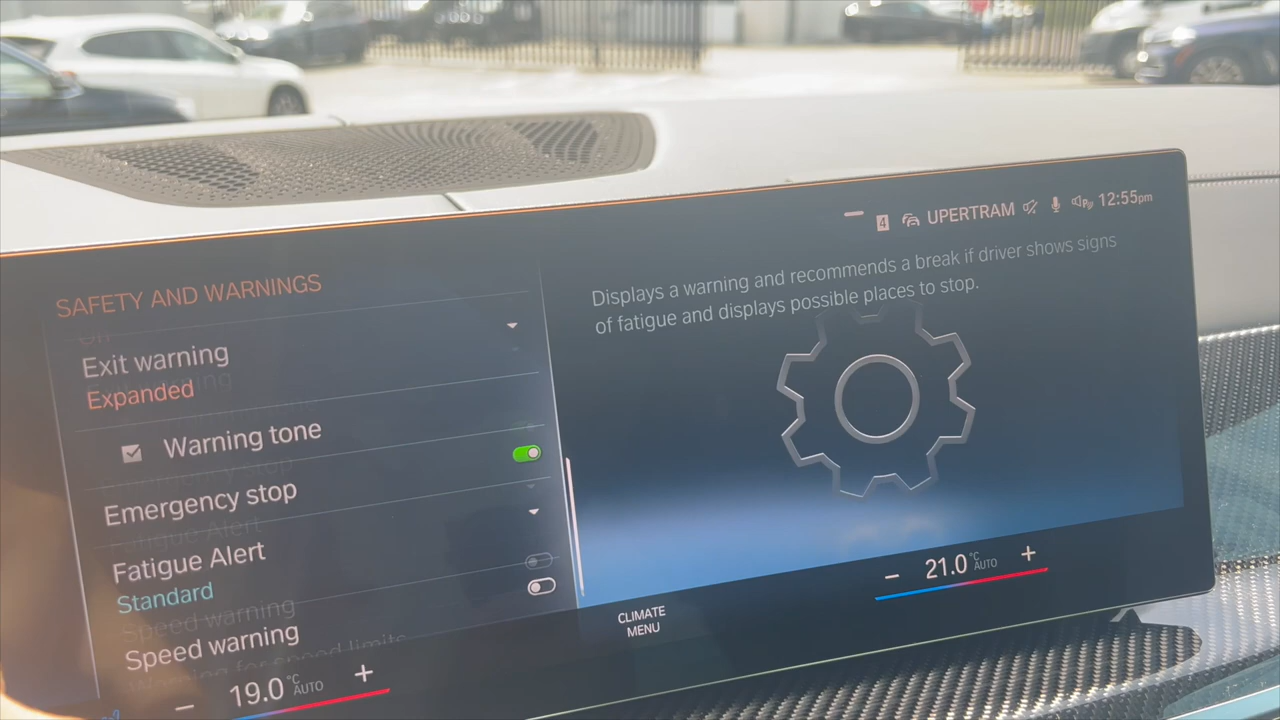 4 UPERTRAM 12:55pm
SAFETY AND WARNINGS
Exit warning
Expanded
Warning tone
Emergency stop
Fatigue Alert
Standard
Speed warning
Displays a warning and recommends a break if driver shows signs
of fatigue and displays possible places to stop.
19.0 °C AUTO
CLIMATE
MENU
21.0 °C AUTO